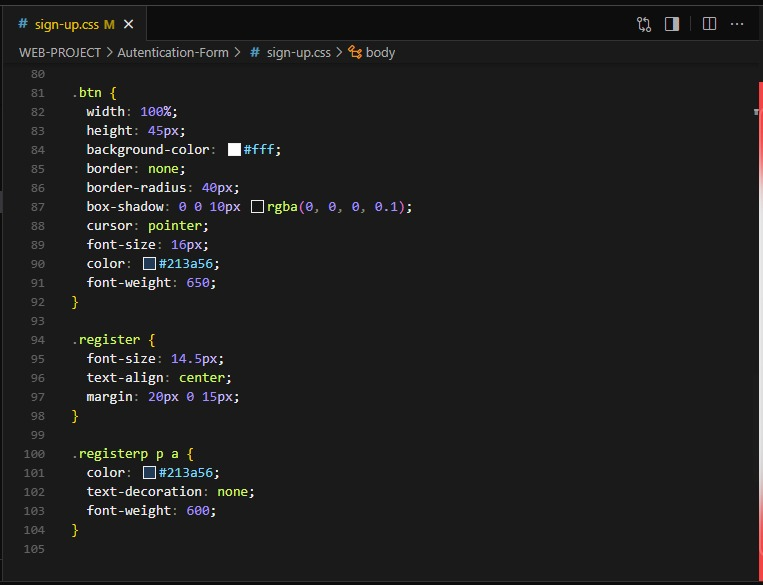 # sign-up.css M ×
WEB-PROJECT > Autentication-Form > # sign-up.css > body
80
81 .btn {
82 width: 100%;
83 height: 45px;
84 background-color: #fff;
85 border: none;
86 border-radius: 40px;
87 box-shadow: 0 0 10px rgba(0, 0, 0, 0.1);
88 cursor: pointer;
89 font-size: 16px;
90 color: #213a56;
91 font-weight: 650;
92 }
93
94 .register {
95 font-size: 14.5px;
96 text-align: center;
97 margin: 20px 0 15px;
98 }
99
100 .registerp p a {
101 color: #213a56;
102 text-decoration: none;
103 font-weight: 600;
104 }
105